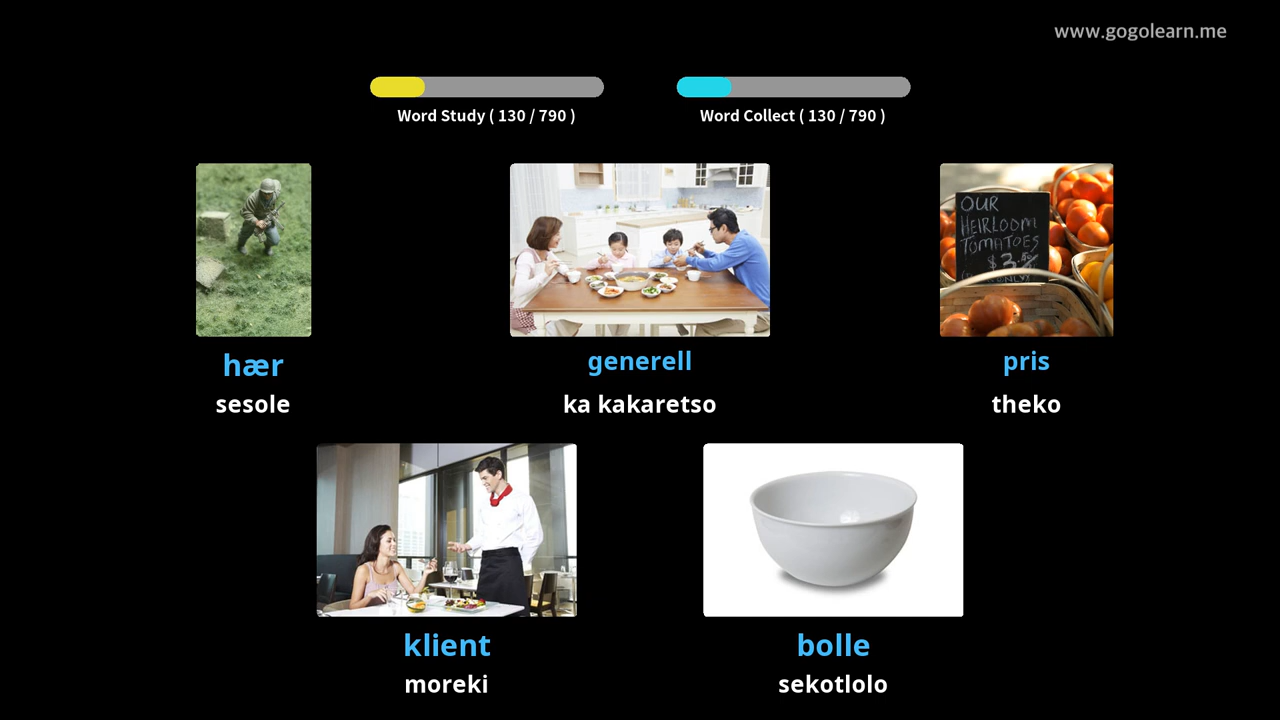 www.gogolearn.me
Word Study ( 130 / 790 )
Word Collect ( 130 / 790 )
OUR
HEIRLOOM
TOMATOES
hær
generell
pris
sesole
ka kakaretso
theko
klient
bolle
moreki
sekotlolo